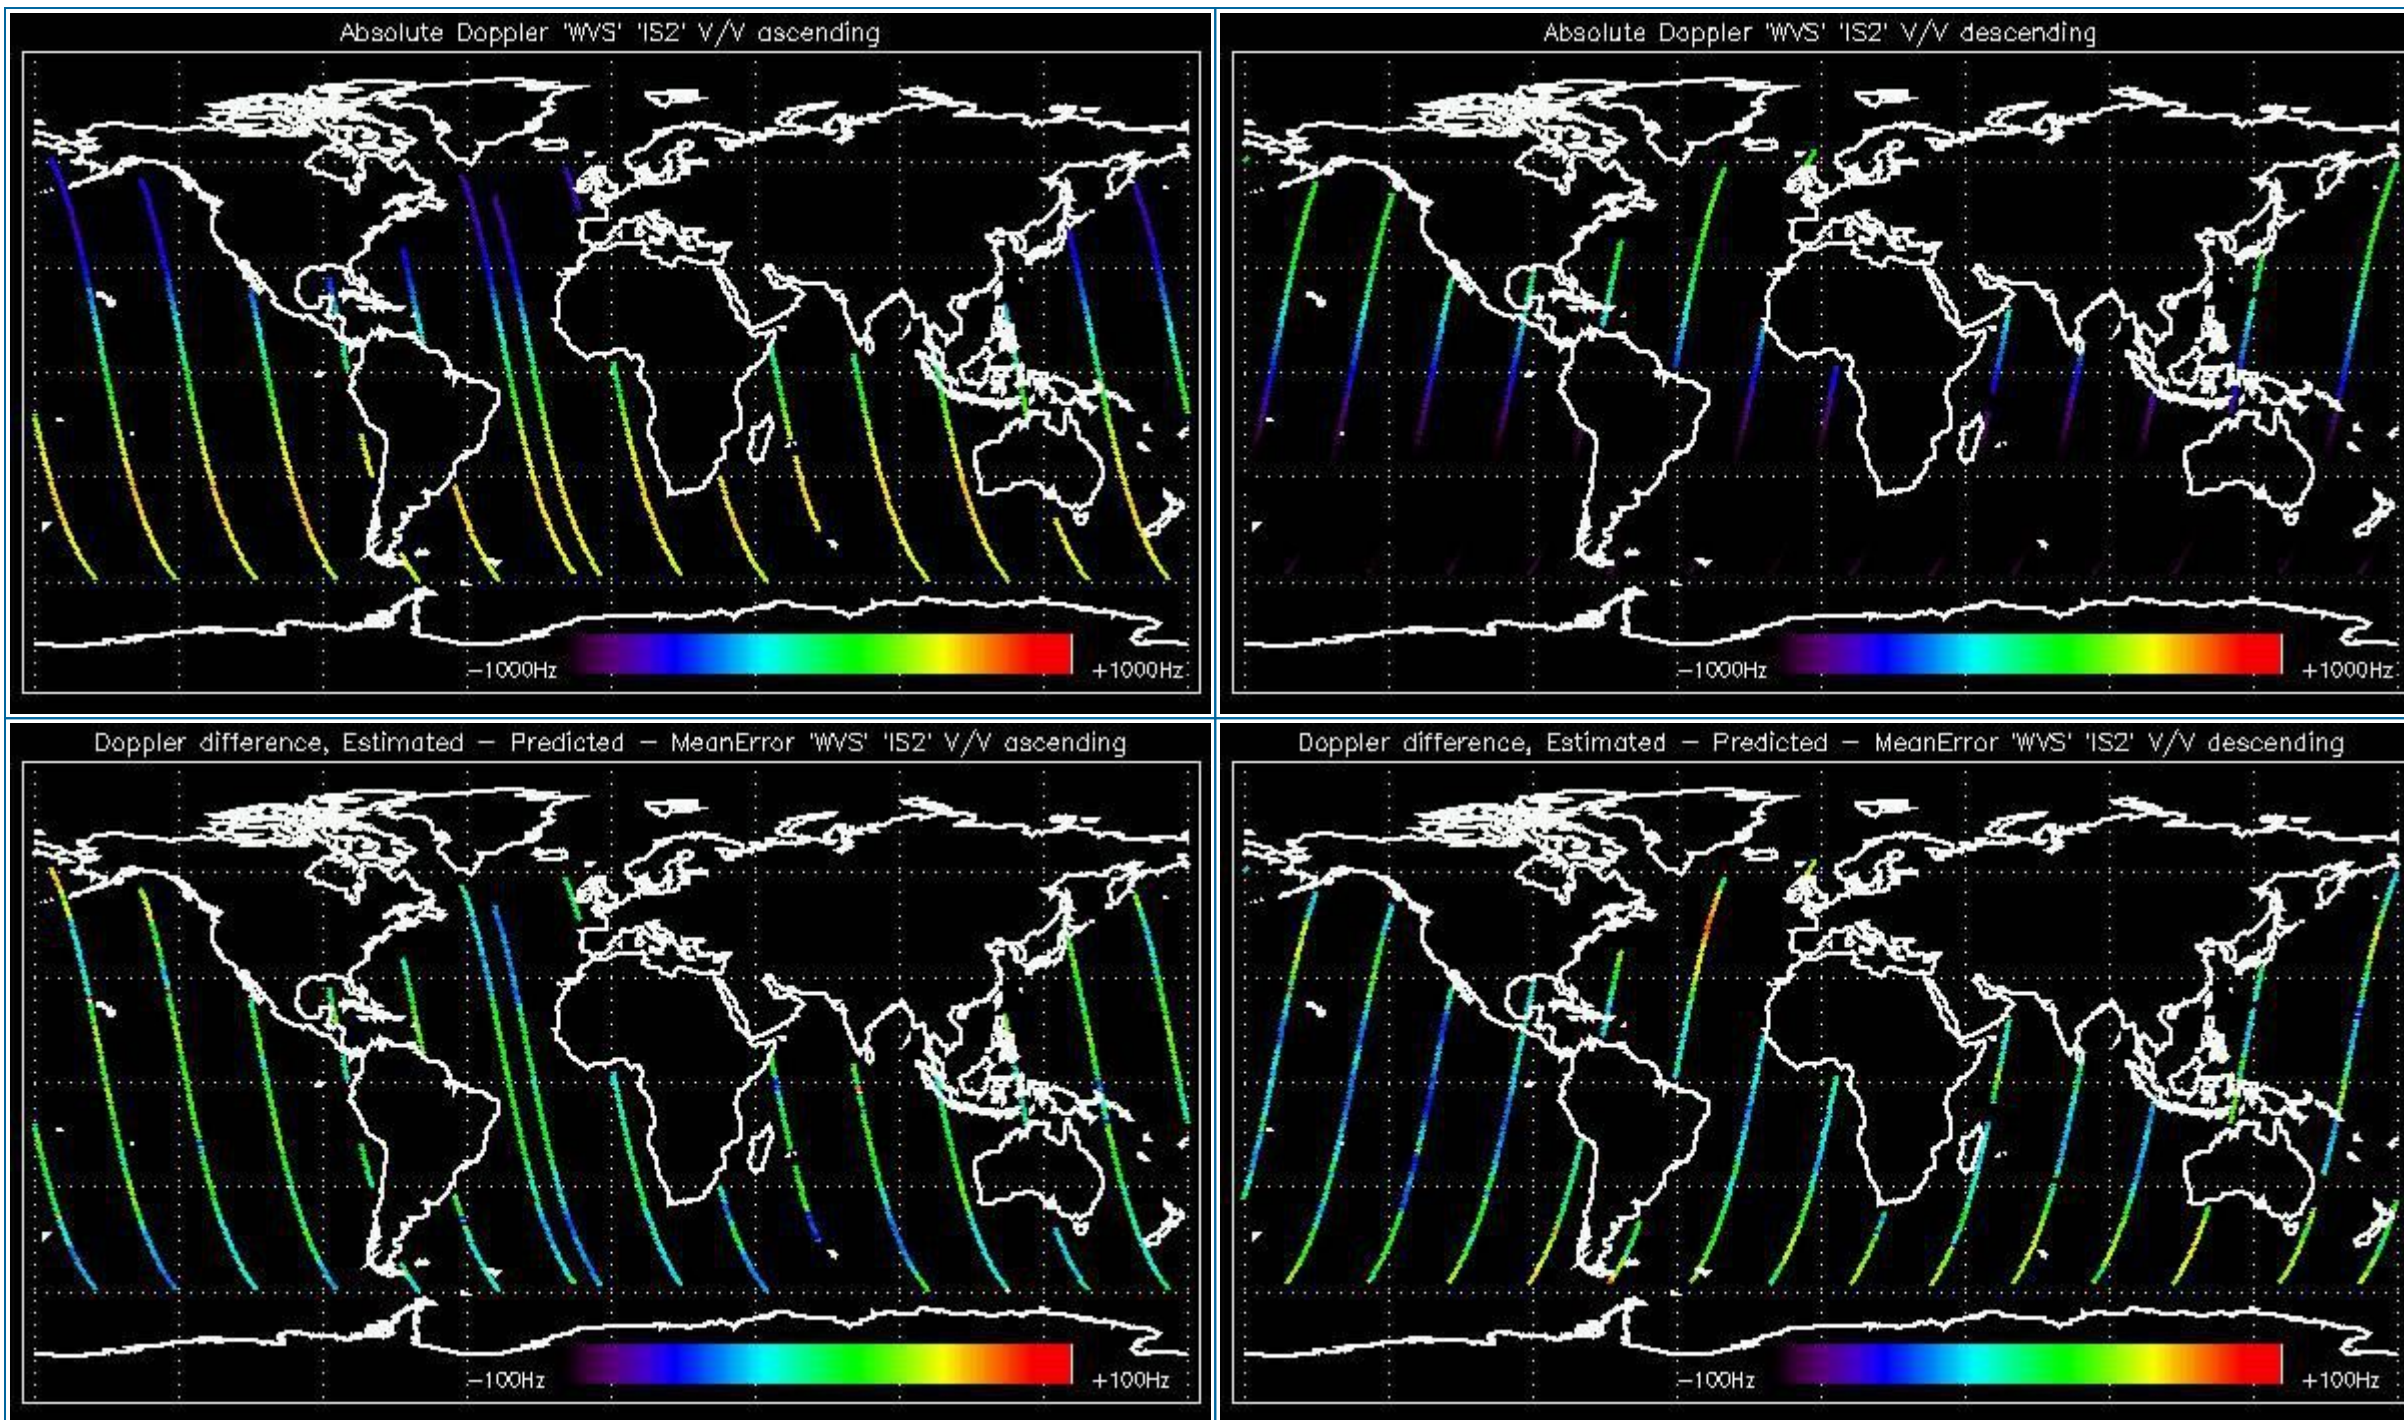 Absolute Doppler 'WVS' 'IS2' V/V ascending
-1000Hz +1000Hz
Absolute Doppler 'WVS' 'IS2' V/V descending
-1000Hz +1000Hz
Doppler difference, Estimated - Predicted - MeanError 'WVS' 'IS2' V/V ascending
-100Hz +100Hz
Doppler difference, Estimated - Predicted - MeanError 'WVS' 'IS2' V/V descending
-100Hz +100Hz